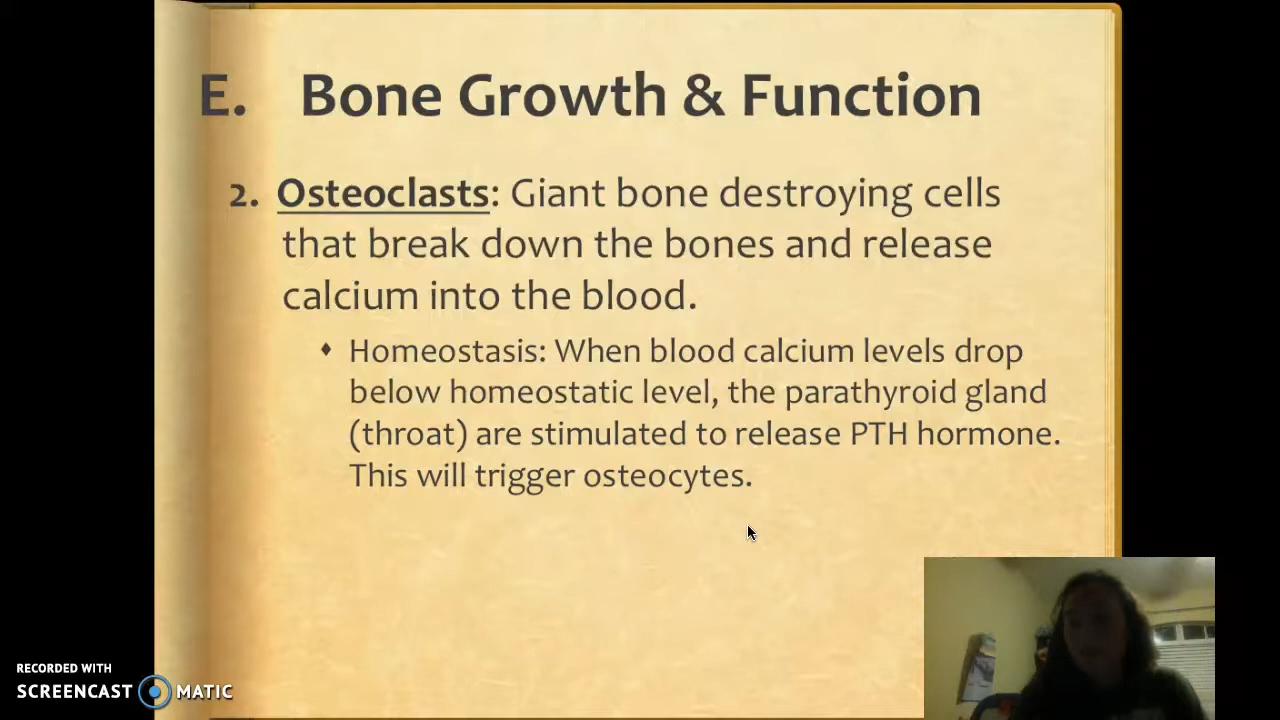 E. Bone Growth & Function
2. Osteoclasts: Giant bone destroying cells
that break down the bones and release
calcium into the blood.
♦ Homeostasis: When blood calcium levels drop
below homeostatic level, the parathyroid gland
(throat) are stimulated to release PTH hormone.
This will trigger osteocytes.
RECORDED WITH
SCREENCAST MATIC